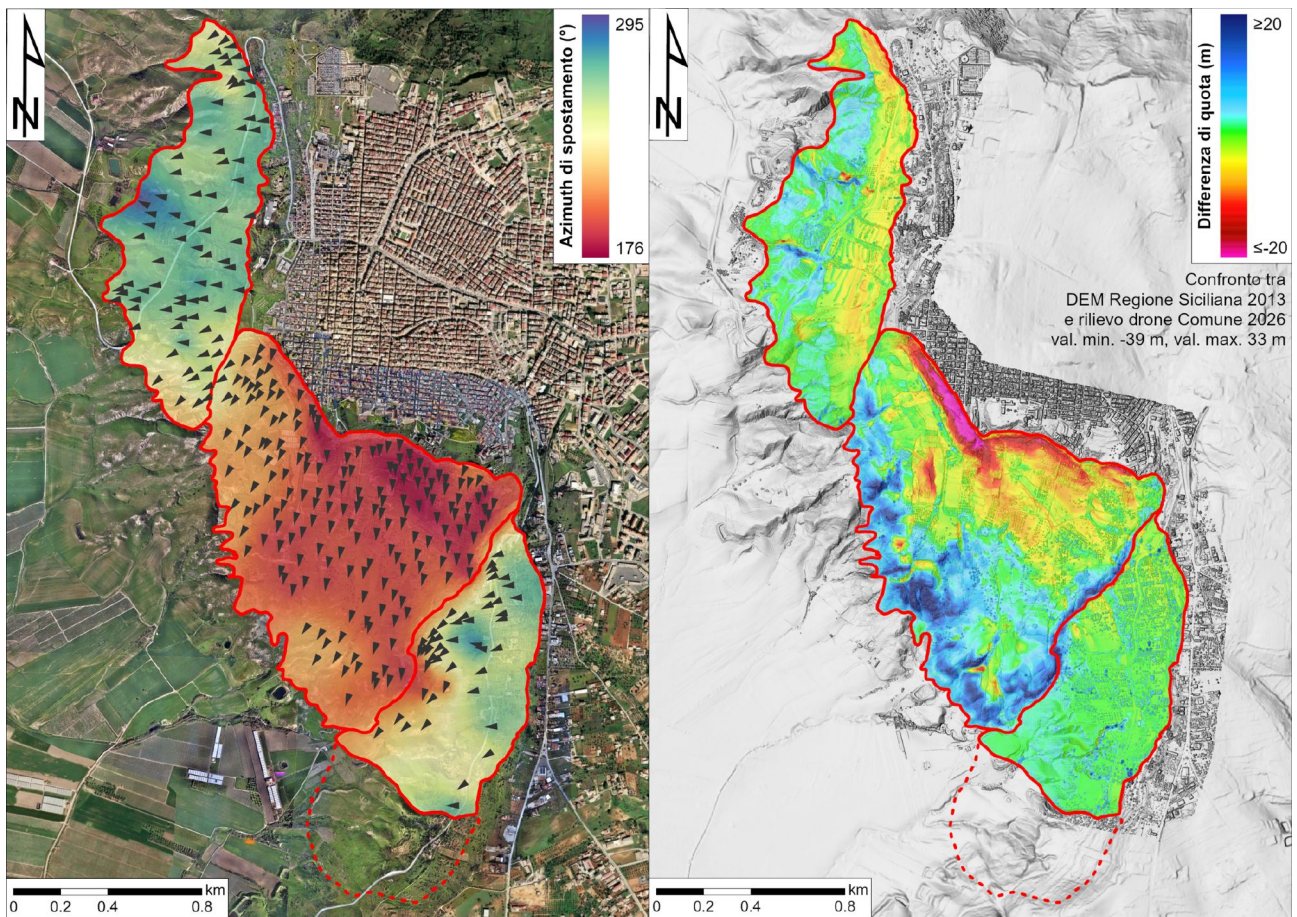 N
Azimuth di spostamento (°)
295
176
km
0
0.2
0.4
0.8
N
Differenza di quota (m)
≥20
≤-20
Confronte tra
DEM Regione Siciliana 2013
e rilievo drone Comune 2026
val. min. -39 m, val. max. 33 m
km
0
0.2
0.4
0.8